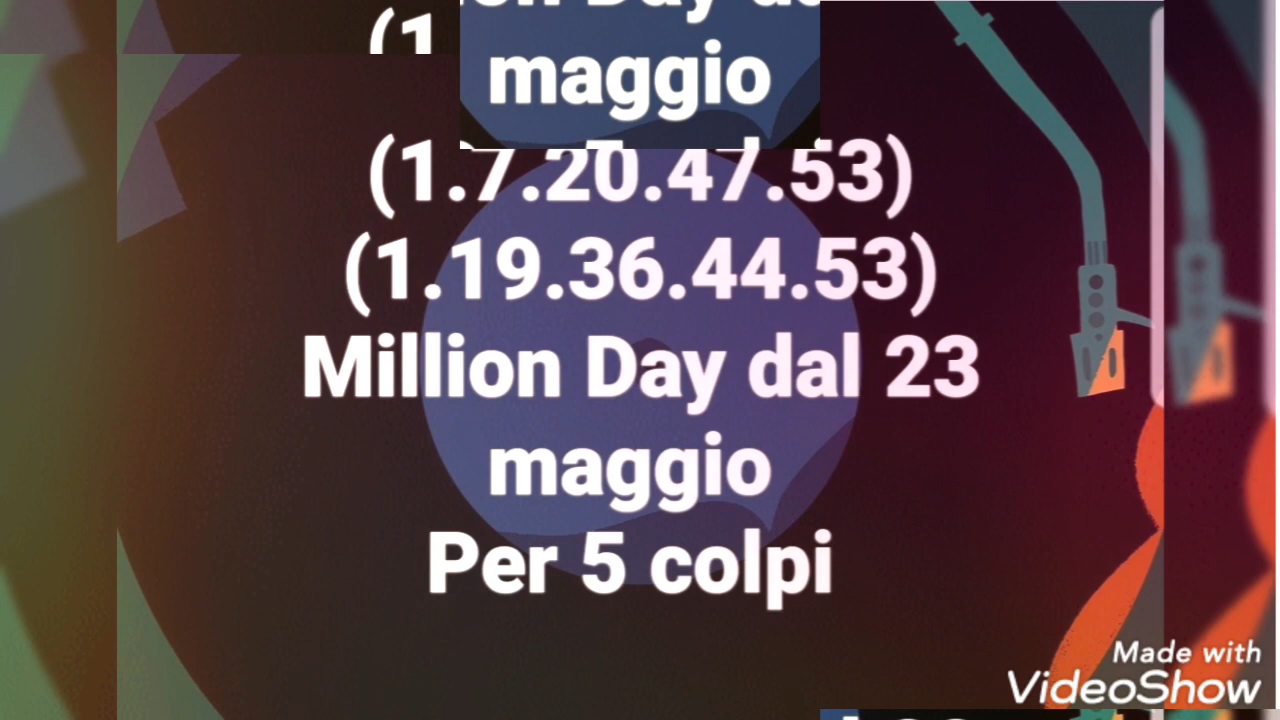 (1
maggio
(1.7.20.47.53)
(1.19.36.44.53)
Million Day dal 23
maggio
Per 5 colpi
Made with
VideoShow